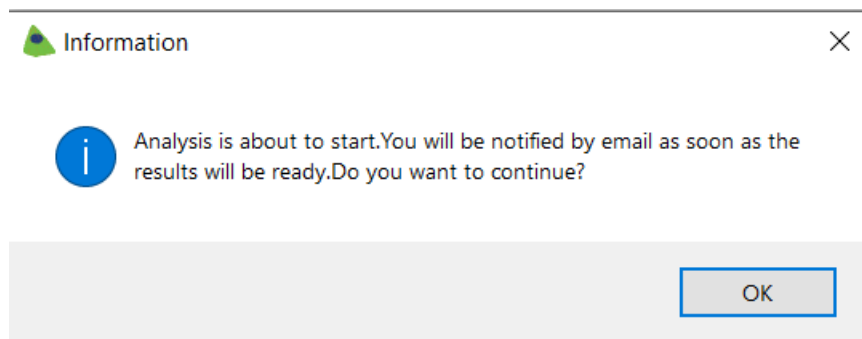 Information
Analysis is about to start.You will be notified by email as soon as the
results will be ready.Do you want to continue?
OK